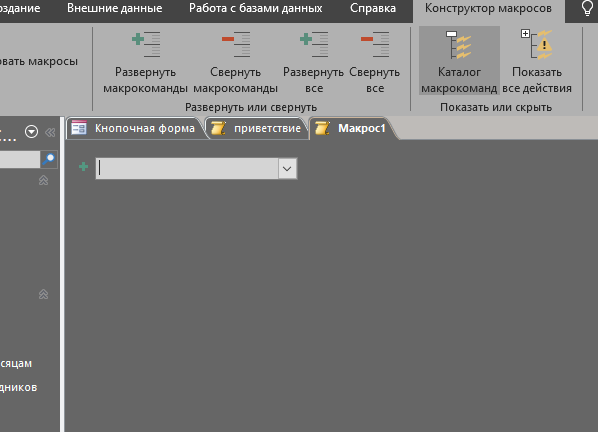 оздание Внешние данные Работа с базами данных Справка Конструктор макросов
овать макросы
Развернуть макрокоманды
Свернуть макрокоманды
Развернуть все
Свернуть все
Каталог макрокоманд
Показать все действия
Развернуть или свернуть
Показать или скрыть
Кнопочная форма приветствие Макрос1
сяцам
дников